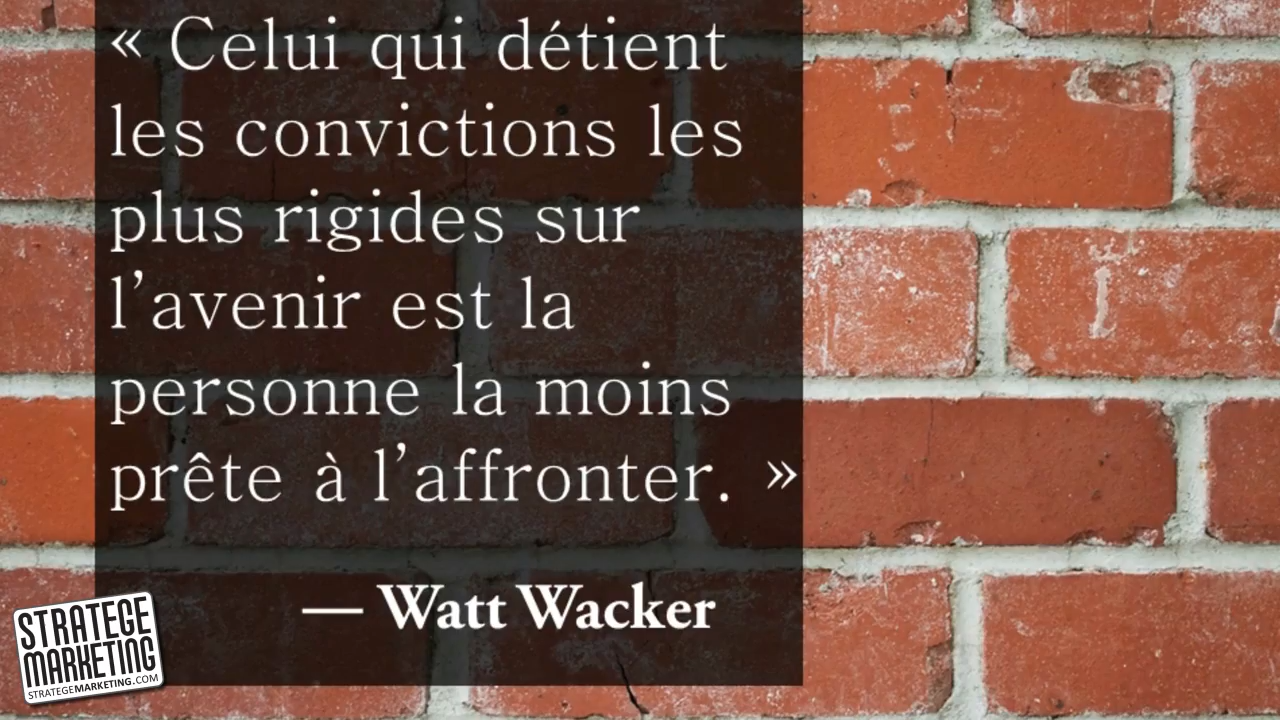 « Celui qui détient
les convictions les
plus rigides sur
l’avenir est la
personne la moins
prête à l’affronter. »
— Watt Wacker
STRATEGE
MARKETING
STRATEGEMARKETING.COM